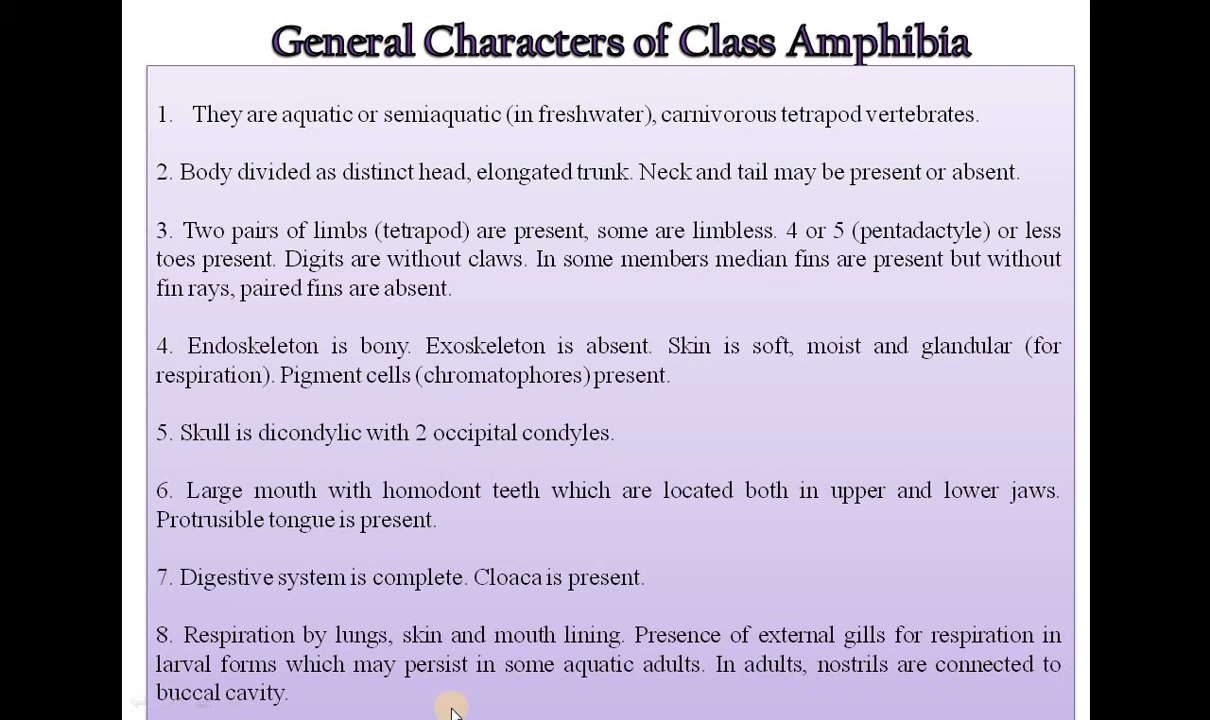 General Characters of Class Amphibia
1. They are aquatic or semiaquatic (in freshwater), carnivorous tetrapod vertebrates.
2. Body divided as distinct head, elongated trunk. Neck and tail may be present or absent.
3. Two pairs of limbs (tetrapod) are present, some are limbless. 4 or 5 (pentadactyle) or less
toes present. Digits are without claws. In some members median fins are present but without
fin rays, paired fins are absent.
4. Endoskeleton is bony. Exoskeleton is absent. Skin is soft, moist and glandular (for
respiration). Pigment cells (chromatophores) present.
5. Skull is dicondylic with 2 occipital condyles.
6. Large mouth with homodont teeth which are located both in upper and lower jaws.
Protrusible tongue is present.
7. Digestive system is complete. Cloaca is present.
8. Respiration by lungs, skin and mouth lining. Presence of external gills for respiration in
larval forms which may persist in some aquatic adults. In adults, nostrils are connected to
buccal cavity.